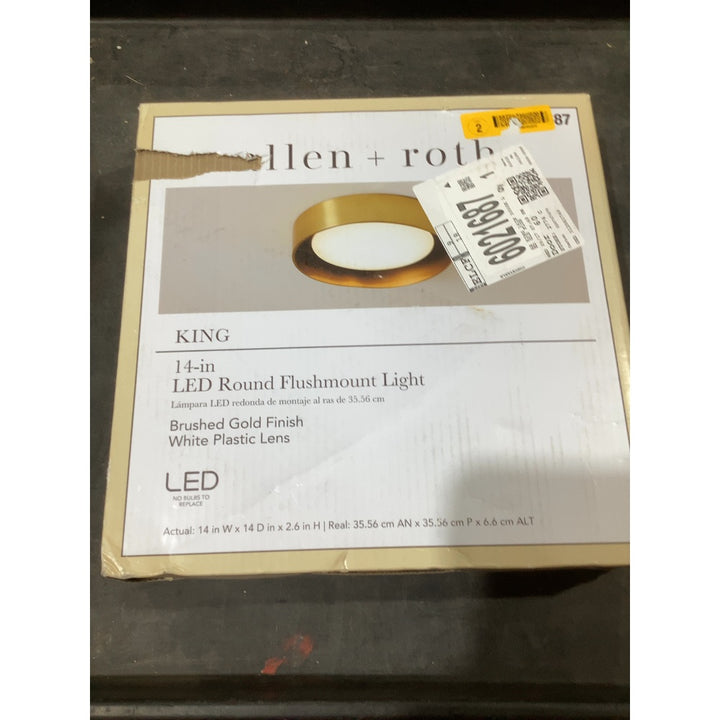 2
87
allen + roth
6021687
KING
14-in
LED Round Flushmount Light
Lámpara LED redonda de montaje al ras de 35.56 cm
Brushed Gold Finish
White Plastic Lens
LED
NO BULBS TO
REPLACE
Actual: 14 in W x 14 D in x 2.6 in H | Real: 35.56 cm AN x 35.56 cm P x 6.6 cm ALT